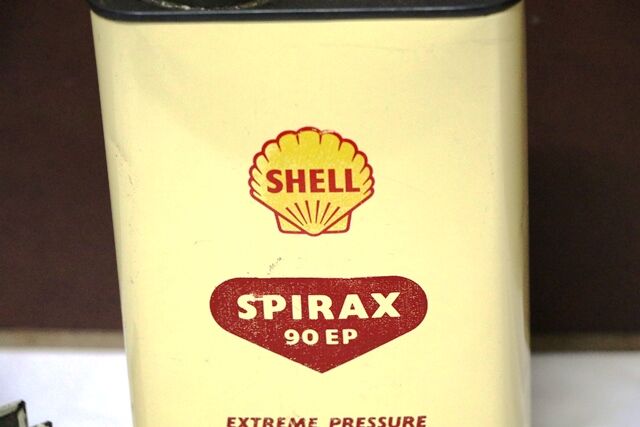 SHELL
SPIRAX
90 EP
EXTREME PRESSURE